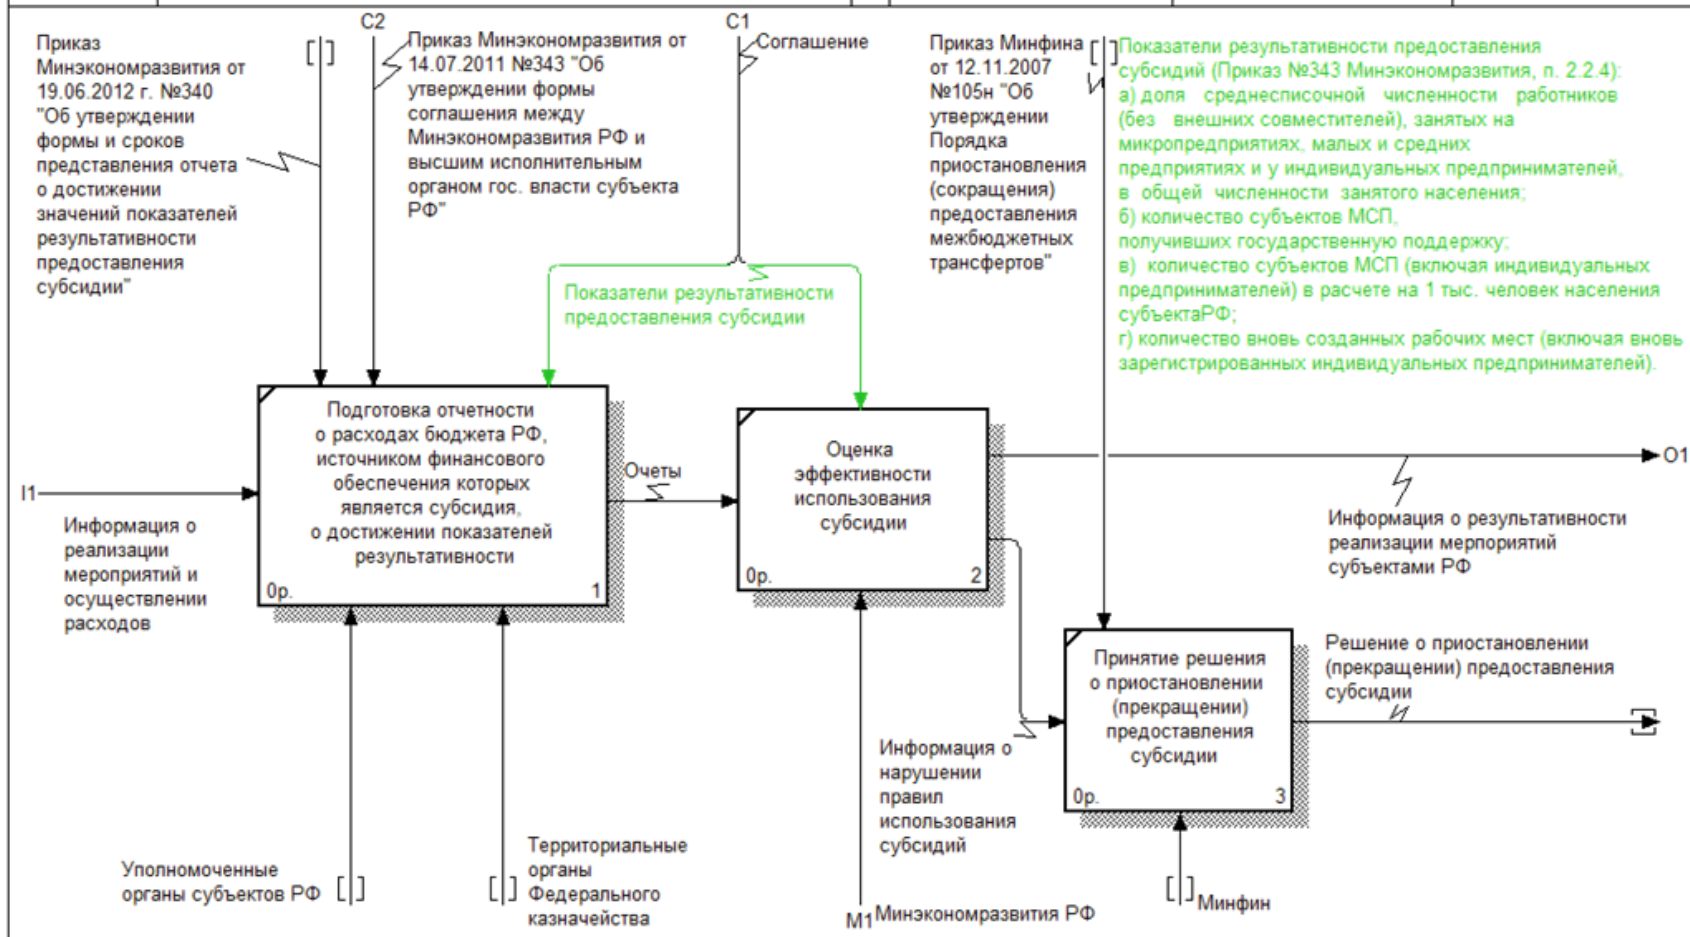 C2
C1
Приказ
Минэкономразвития от
19.06.2012 г. №340
"Об утверждении
формы и сроков
представления отчета
о достижении
значений показателей
результативности
предоставления
субсидии"
Приказ Минэкономразвития от
14.07.2011 №343 "Об
утверждении формы
соглашения между
Минэкономразвития РФ и
высшим исполнительным
органом гос. власти субъекта
РФ"
Соглашение
Приказ Минфина
от 12.11.2007
№105н "Об
утверждении
Порядка
приостановления
(сокращения)
предоставления
межбюджетных
трансфертов"
Показатели результативности предоставления
субсидий (Приказ №343 Минэкономразвития, п. 2.2.4):
а) доля среднесписочной численности работников
(без внешних совместителей), занятых на
микропредприятиях, малых и средних
предприятиях и у индивидуальных предпринимателей,
в общей численности занятого населения;
б) количество субъектов МСП,
получивших государственную поддержку;
в) количество субъектов МСП (включая индивидуальных
предпринимателей) в расчете на 1 тыс. человек населения
субъектаРФ;
г) количество вновь созданных рабочих мест (включая вновь
зарегистрированных индивидуальных предпринимателей).
Показатели результативности
предоставления субсидии
I1
Информация о
реализации
мероприятий и
осуществлении
расходов
Подготовка отчетности
о расходах бюджета РФ,
источником финансового
обеспечения которых
является субсидия,
о достижении показателей
результативности
0р.
1
Очеты
Оценка
эффективности
использования
субсидии
0р.
2
O1
Информация о результативности
реализации мерпориятий
субъектами РФ
Информация о
нарушении
правил
использования
субсидий
Принятие решения
о приостановлении
(прекращении)
предоставления
субсидии
0р.
3
Решение о приостановлении
(прекращении) предоставления
субсидии
Уполномоченные
органы субъектов РФ
Территориальные
органы
Федерального
казначейства
M1
Минэкономразвития РФ
Минфин